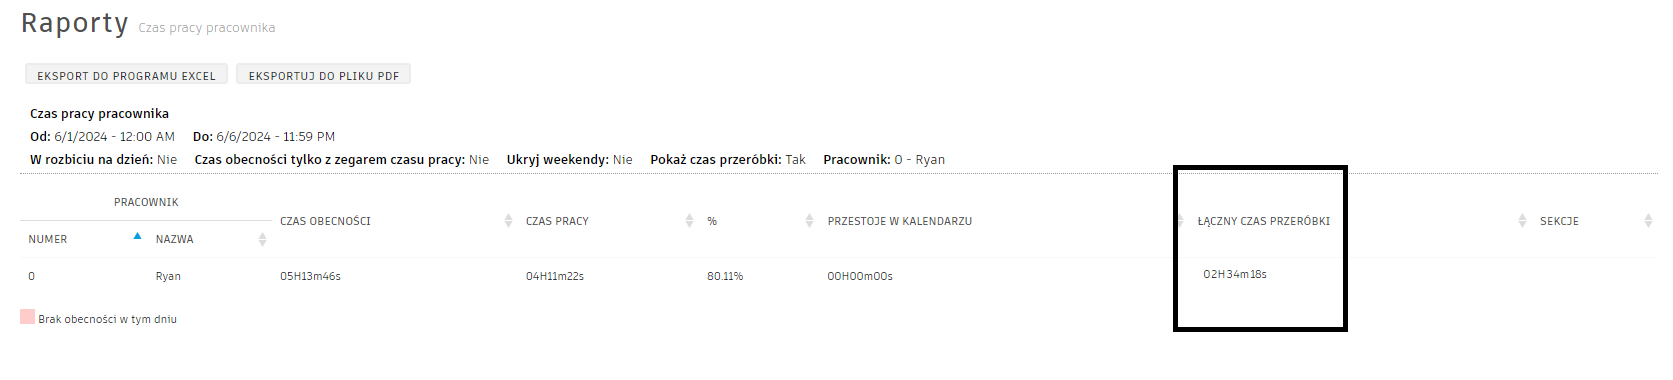 Raporty Czas pracy pracownika
EKSPORT DO PROGRAMU EXCEL EKSPORTUJ DO PLIKU PDF
Czas pracy pracownika
Od: 6/1/2024 - 12:00 AM Do: 6/6/2024 - 11:59 PM
W rozbiciu na dzień: Nie Czas obecności tylko z zegarem czasu pracy: Nie Ukryj weekendy: Nie Pokaż czas przeróbki: Tak Pracownik: 0 - Ryan
PRACOWNIK
CZAS OBECNOŚCI CZAS PRACY % PRZESTOJE W KALENDARZU ŁĄCZNY CZAS PRZERÓBKI SEKCJE
NUMER NAZWA
0 Ryan 05H13m46s 04H11m22s 80.11% 00H00m00s 02H34m18s
Brak obecności w tym dniu